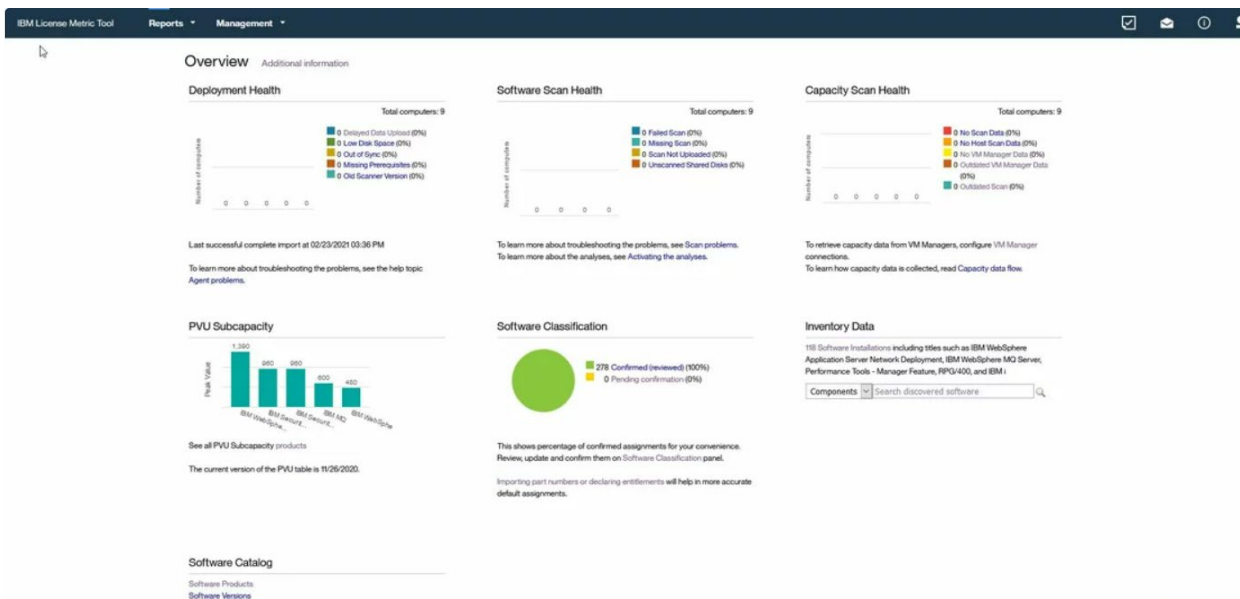 IBM License Metric Tool Reports Management
Overview Additional information
Deployment Health
Total computers: 9
Number of computers
0 Delayed Data Upload (0%)
0 Low Disk Space (0%)
0 Out of Sync (0%)
0 Missing Prerequisites (0%)
0 Old Scanner Version (0%)
0 0 0 0 0
Last successful complete import at 02/23/2021 03:36 PM
To learn more about troubleshooting the problems, see the help topic
Agent problems.
Software Scan Health
Total computers: 9
Number of computers
0 Failed Scan (0%)
0 Missing Scan (0%)
0 Scan Not Uploaded (0%)
0 Unscanned Shared Disks (0%)
0 0 0 0
To learn more about troubleshooting the problems, see Scan problems.
To learn more about the analyses, see Activating the analyses.
Capacity Scan Health
Total computers: 9
Number of computers
0 No Scan Data (0%)
0 No Host Scan Data (0%)
0 No VM Manager Data (0%)
0 Outdated VM Manager Data
(0%)
0 Outdated Scan (0%)
0 0 0 0 0
To retrieve capacity data from VM Managers, configure VM Manager
connections.
To learn how capacity data is collected, read Capacity data flow.
PVU Subcapacity
Peak Value
1,390
960
960
600
480
IBM WebSphe...
IBM Securit...
IBM Securit...
IBM MQ
IBM WebSphe
See all PVU Subcapacity products
The current version of the PVU table is 11/26/2020.
Software Classification
278 Confirmed (reviewed) (100%)
0 Pending confirmation (0%)
This shows percentage of confirmed assignments for your convenience.
Review, update and confirm them on Software Classification panel.
Importing part numbers or declaring entitlements will help in more accurate
default assignments.
Inventory Data
118 Software Installations including titles such as IBM WebSphere
Application Server Network Deployment, IBM WebSphere MQ Server,
Performance Tools - Manager Feature, RPG/400, and IBM i
Components Search discovered software
Software Catalog
Software Products
Software Versions